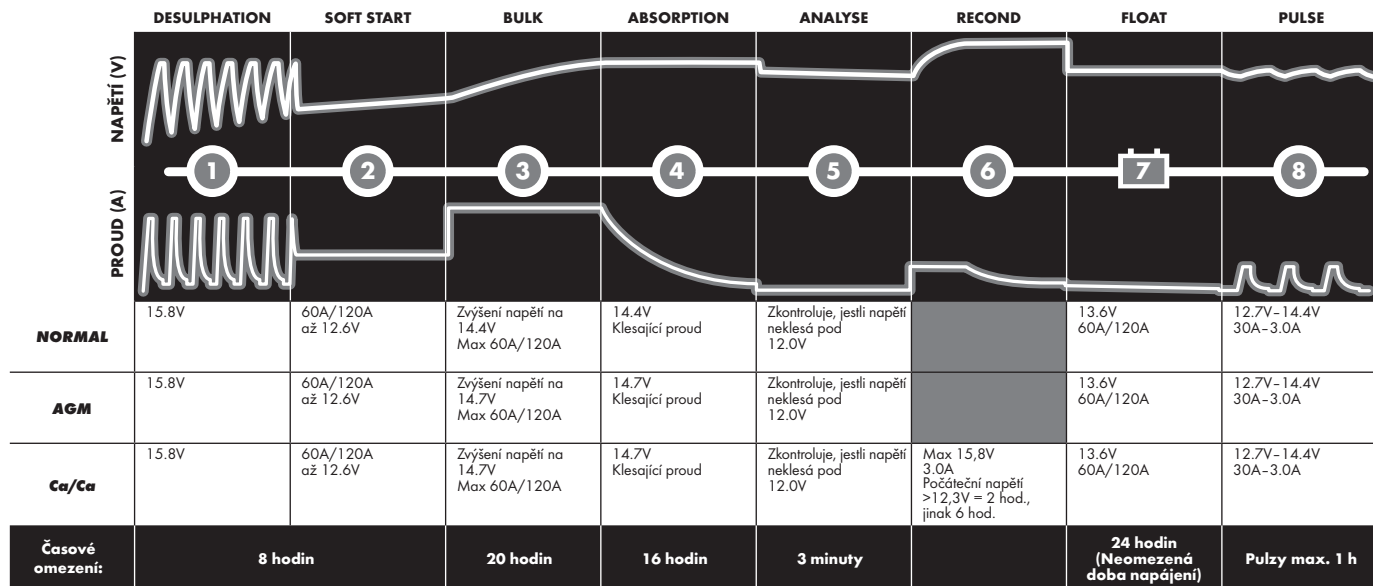 DESULPHATION SOFT START BULK ABSORPTION ANALYSE RECOND FLOAT PULSE
NAPĚTÍ (V)
1 2 3 4 5 6 7 8
PROUD (A)
NORMAL
15.8V
60A/120A
až 12.6V
Zvýšení napětí na
14.4V
Max 60A/120A
14.4V
Klesající proud
Zkontroluje, jestli napětí
neklesá pod
12.0V
13.6V
60A/120A
12.7V–14.4V
30A–3.0A
AGM
15.8V
60A/120A
až 12.6V
Zvýšení napětí na
14.7V
Max 60A/120A
14.7V
Klesající proud
Zkontroluje, jestli napětí
neklesá pod
12.0V
13.6V
60A/120A
12.7V–14.4V
30A–3.0A
Ca/Ca
15.8V
60A/120A
až 12.6V
Zvýšení napětí na
14.7V
Max 60A/120A
14.7V
Klesající proud
Zkontroluje, jestli napětí
neklesá pod
12.0V
Max 15,8V
3.0A
Počáteční napětí
>12,3V = 2 hod.,
jinak 6 hod.
13.6V
60A/120A
12.7V–14.4V
30A–3.0A
Časové
omezení:
8 hodin
20 hodin
16 hodin
3 minuty
24 hodin
(Neomezená
doba napájení)
Pulzy max. 1 h